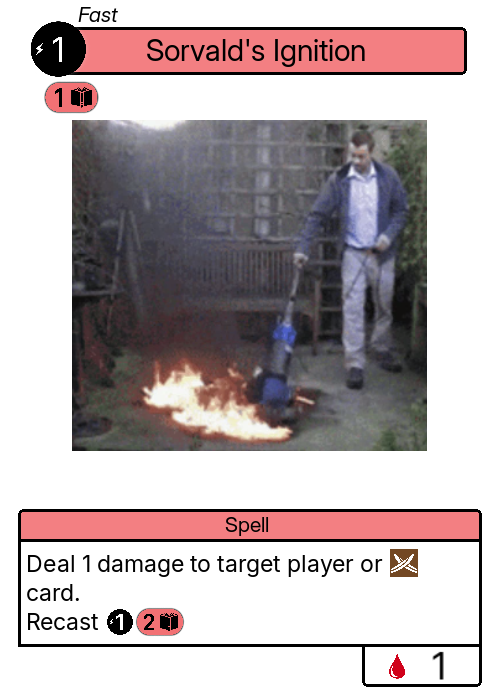 Fast
1 Sorvald's Ignition
1
Spell
Deal 1 damage to target player or
card.
Recast 1 2
1